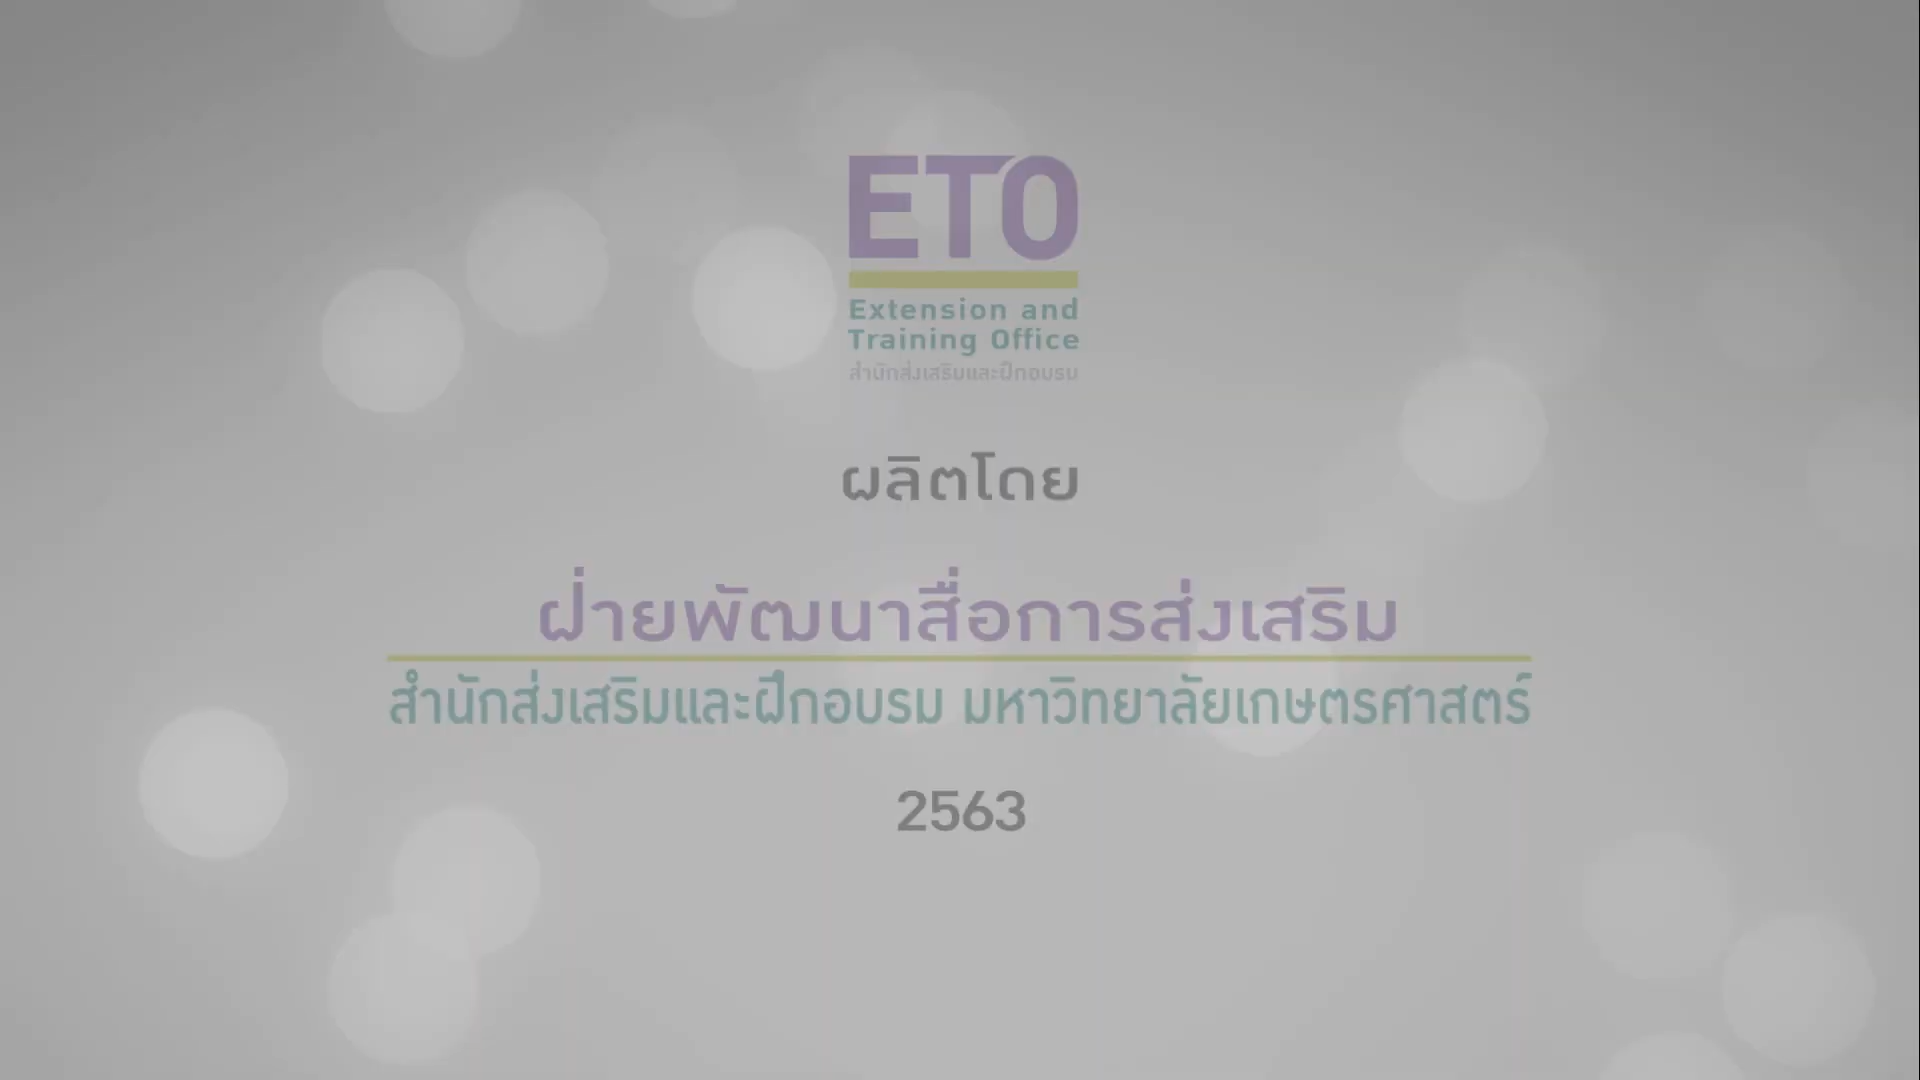 ETO
Extension and
Training Office
สำนักส่งเสริมและฝึกอบรม
ผลิตโดย
ฝ่ายพัฒนาสื่อการส่งเสริม
สำนักส่งเสริมและฝึกอบรม มหาวิทยาลัยเกษตรศาสตร์
2563